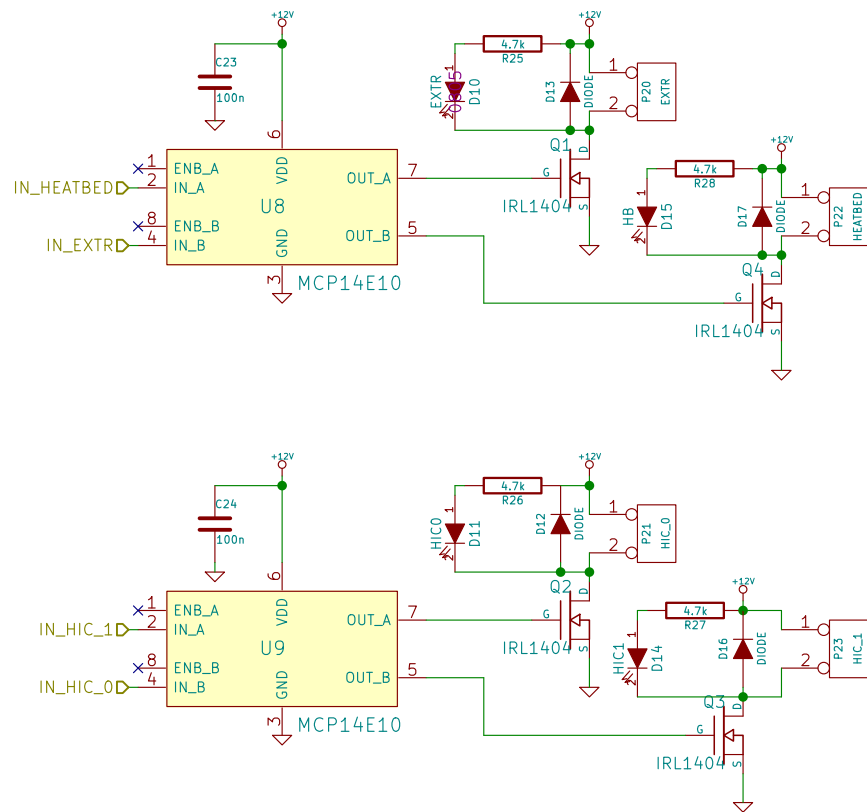 +12V
C23
100n
6
1 ENB_A VDD OUT_A 7
IN_HEATBED 2 IN_A
U8
8 ENB_B OUT_B 5
IN_EXTR 4 IN_B GND
3
MCP14E10
+12V
4.7k
R25
EXTR
1
2
D10
D13
DIODE
1
2
P20
EXTR
Q1
D
G
S
IRL1404
+12V
4.7k
R28
HB
1
2
D15
D17
DIODE
1
2
P22
HEATBED
Q4
D
G
S
IRL1404
+12V
C24
100n
6
1 ENB_A VDD OUT_A 7
IN_HIC_1 2 IN_A
U9
8 ENB_B OUT_B 5
IN_HIC_0 4 IN_B GND
3
MCP14E10
+12V
4.7k
R26
HIC0
1
2
D11
D12
DIODE
1
2
P21
HIC_0
Q2
D
G
S
IRL1404
+12V
4.7k
R27
HIC1
1
2
D14
D16
DIODE
1
2
P23
HIC_1
Q3
D
G
S
IRL1404